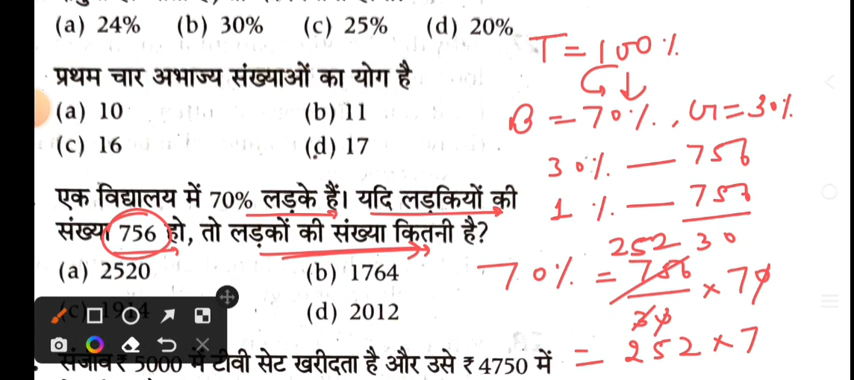 (a) 24% (b) 30% (c) 25% (d) 20%
प्रथम चार अभाज्य संख्याओं का योग है
(a) 10 (b) 11
(c) 16 (d) 17
एक विद्यालय में 70% लड़के हैं। यदि लड़कियों की
संख्या 756 हो, तो लड़कों की संख्या कितनी है?
(a) 2520 (b) 1764
(d) 2012
संजीव ₹ 5000 में टीवी सेट खरीदता है और उसे ₹ 4750 में
T = 100%
B = 70%, G = 30%
30% — 756
1% — 756
30
252
70% = 756 × 70
30
= 252 × 7